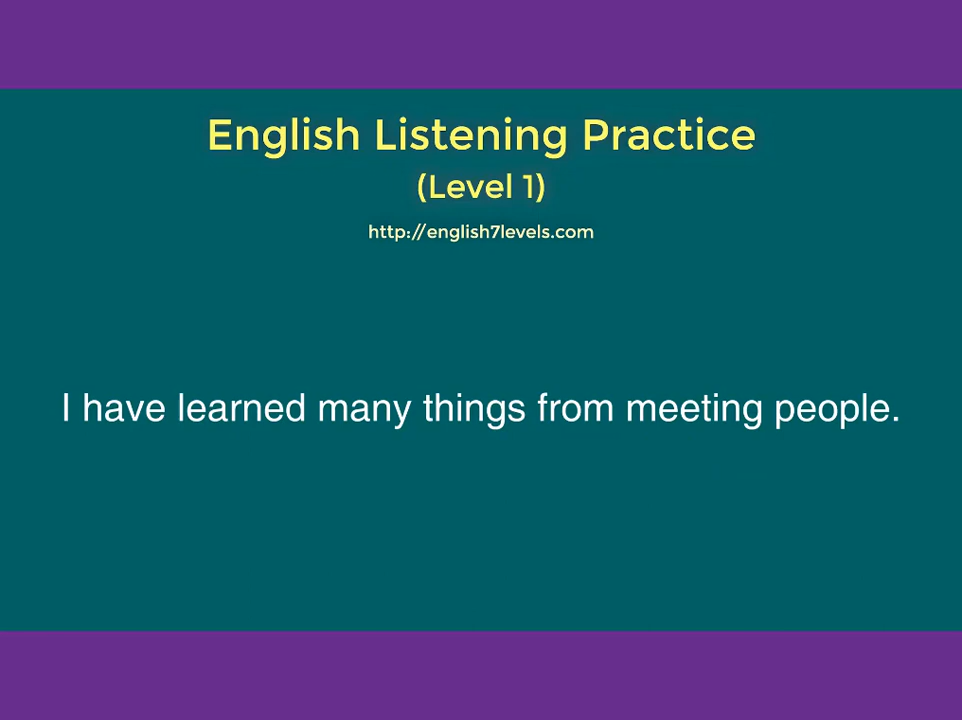 English Listening Practice
(Level 1)
http://english7levels.com
I have learned many things from meeting people.